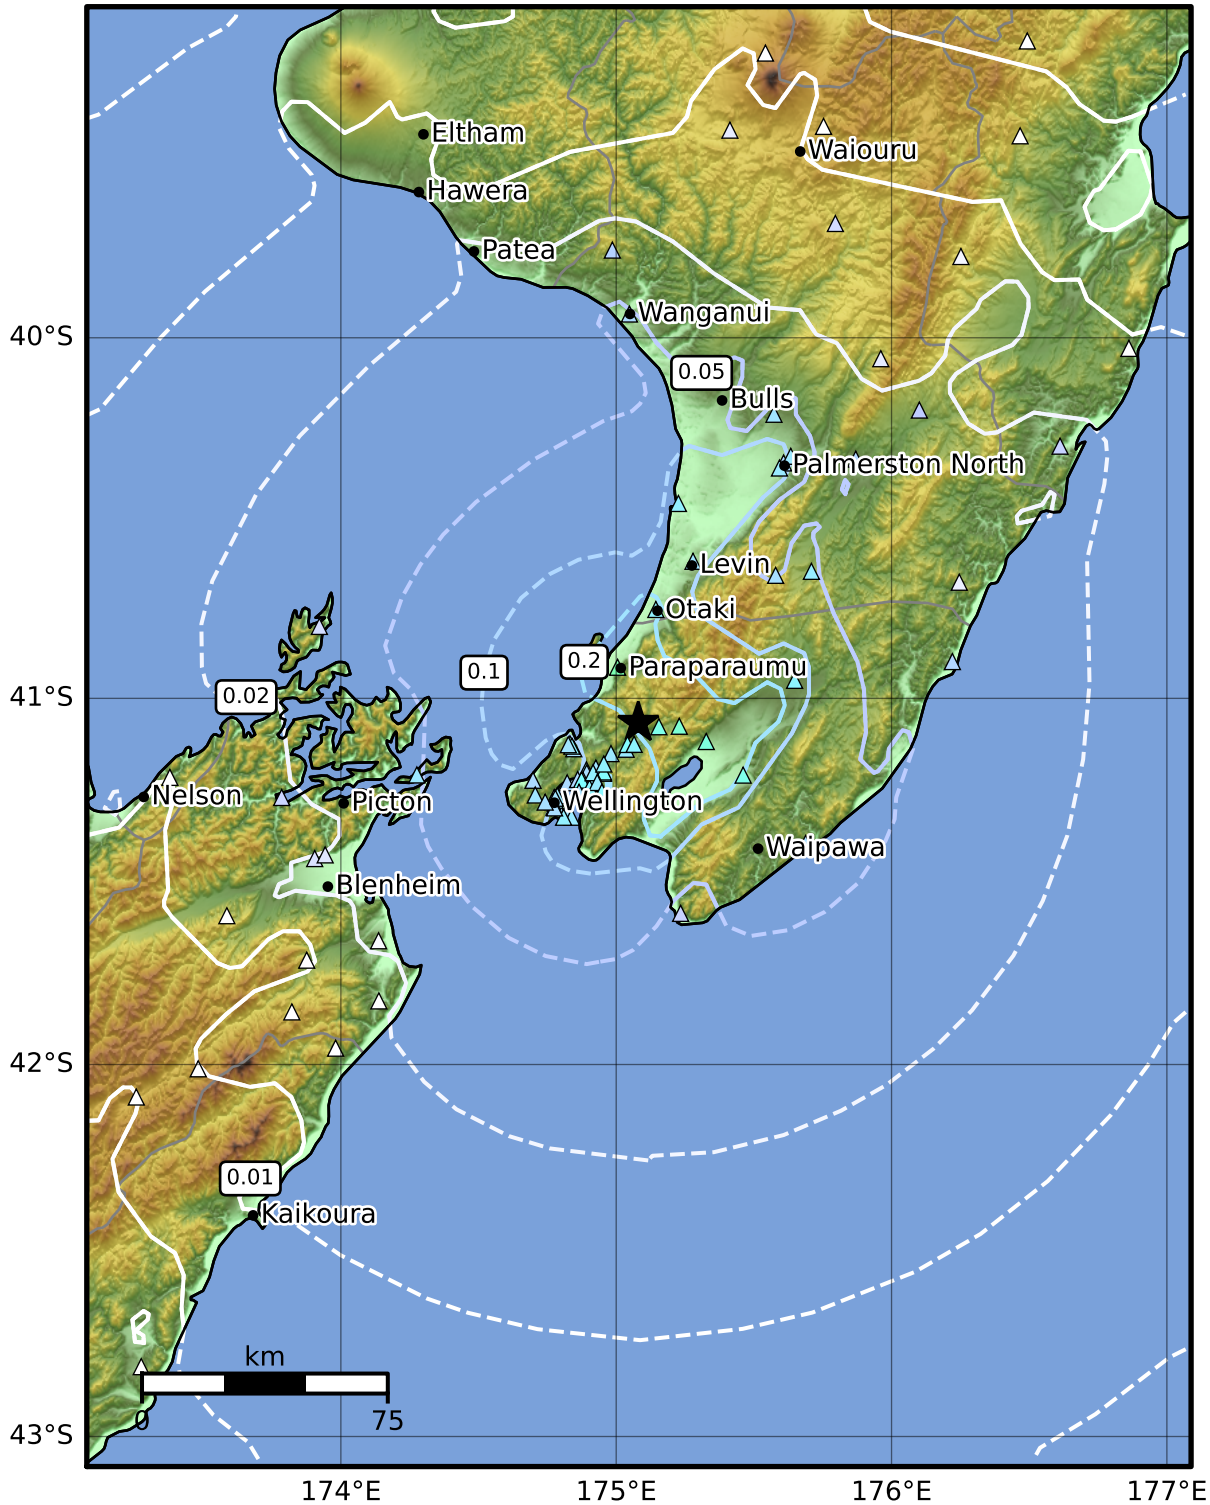 Eltham
Waiouru
Hawera
Patea
Wanganui
40°S
0.05
Bulls
Palmerston North
Levin
Otaki
0.2
0.1
Paraparaumu
0.02
41°S
Nelson
Picton
Wellington
Waipawa
Blenheim
42°S
0.01
Kaikoura
km
0
75
43°S
174°E
175°E
176°E
177°E